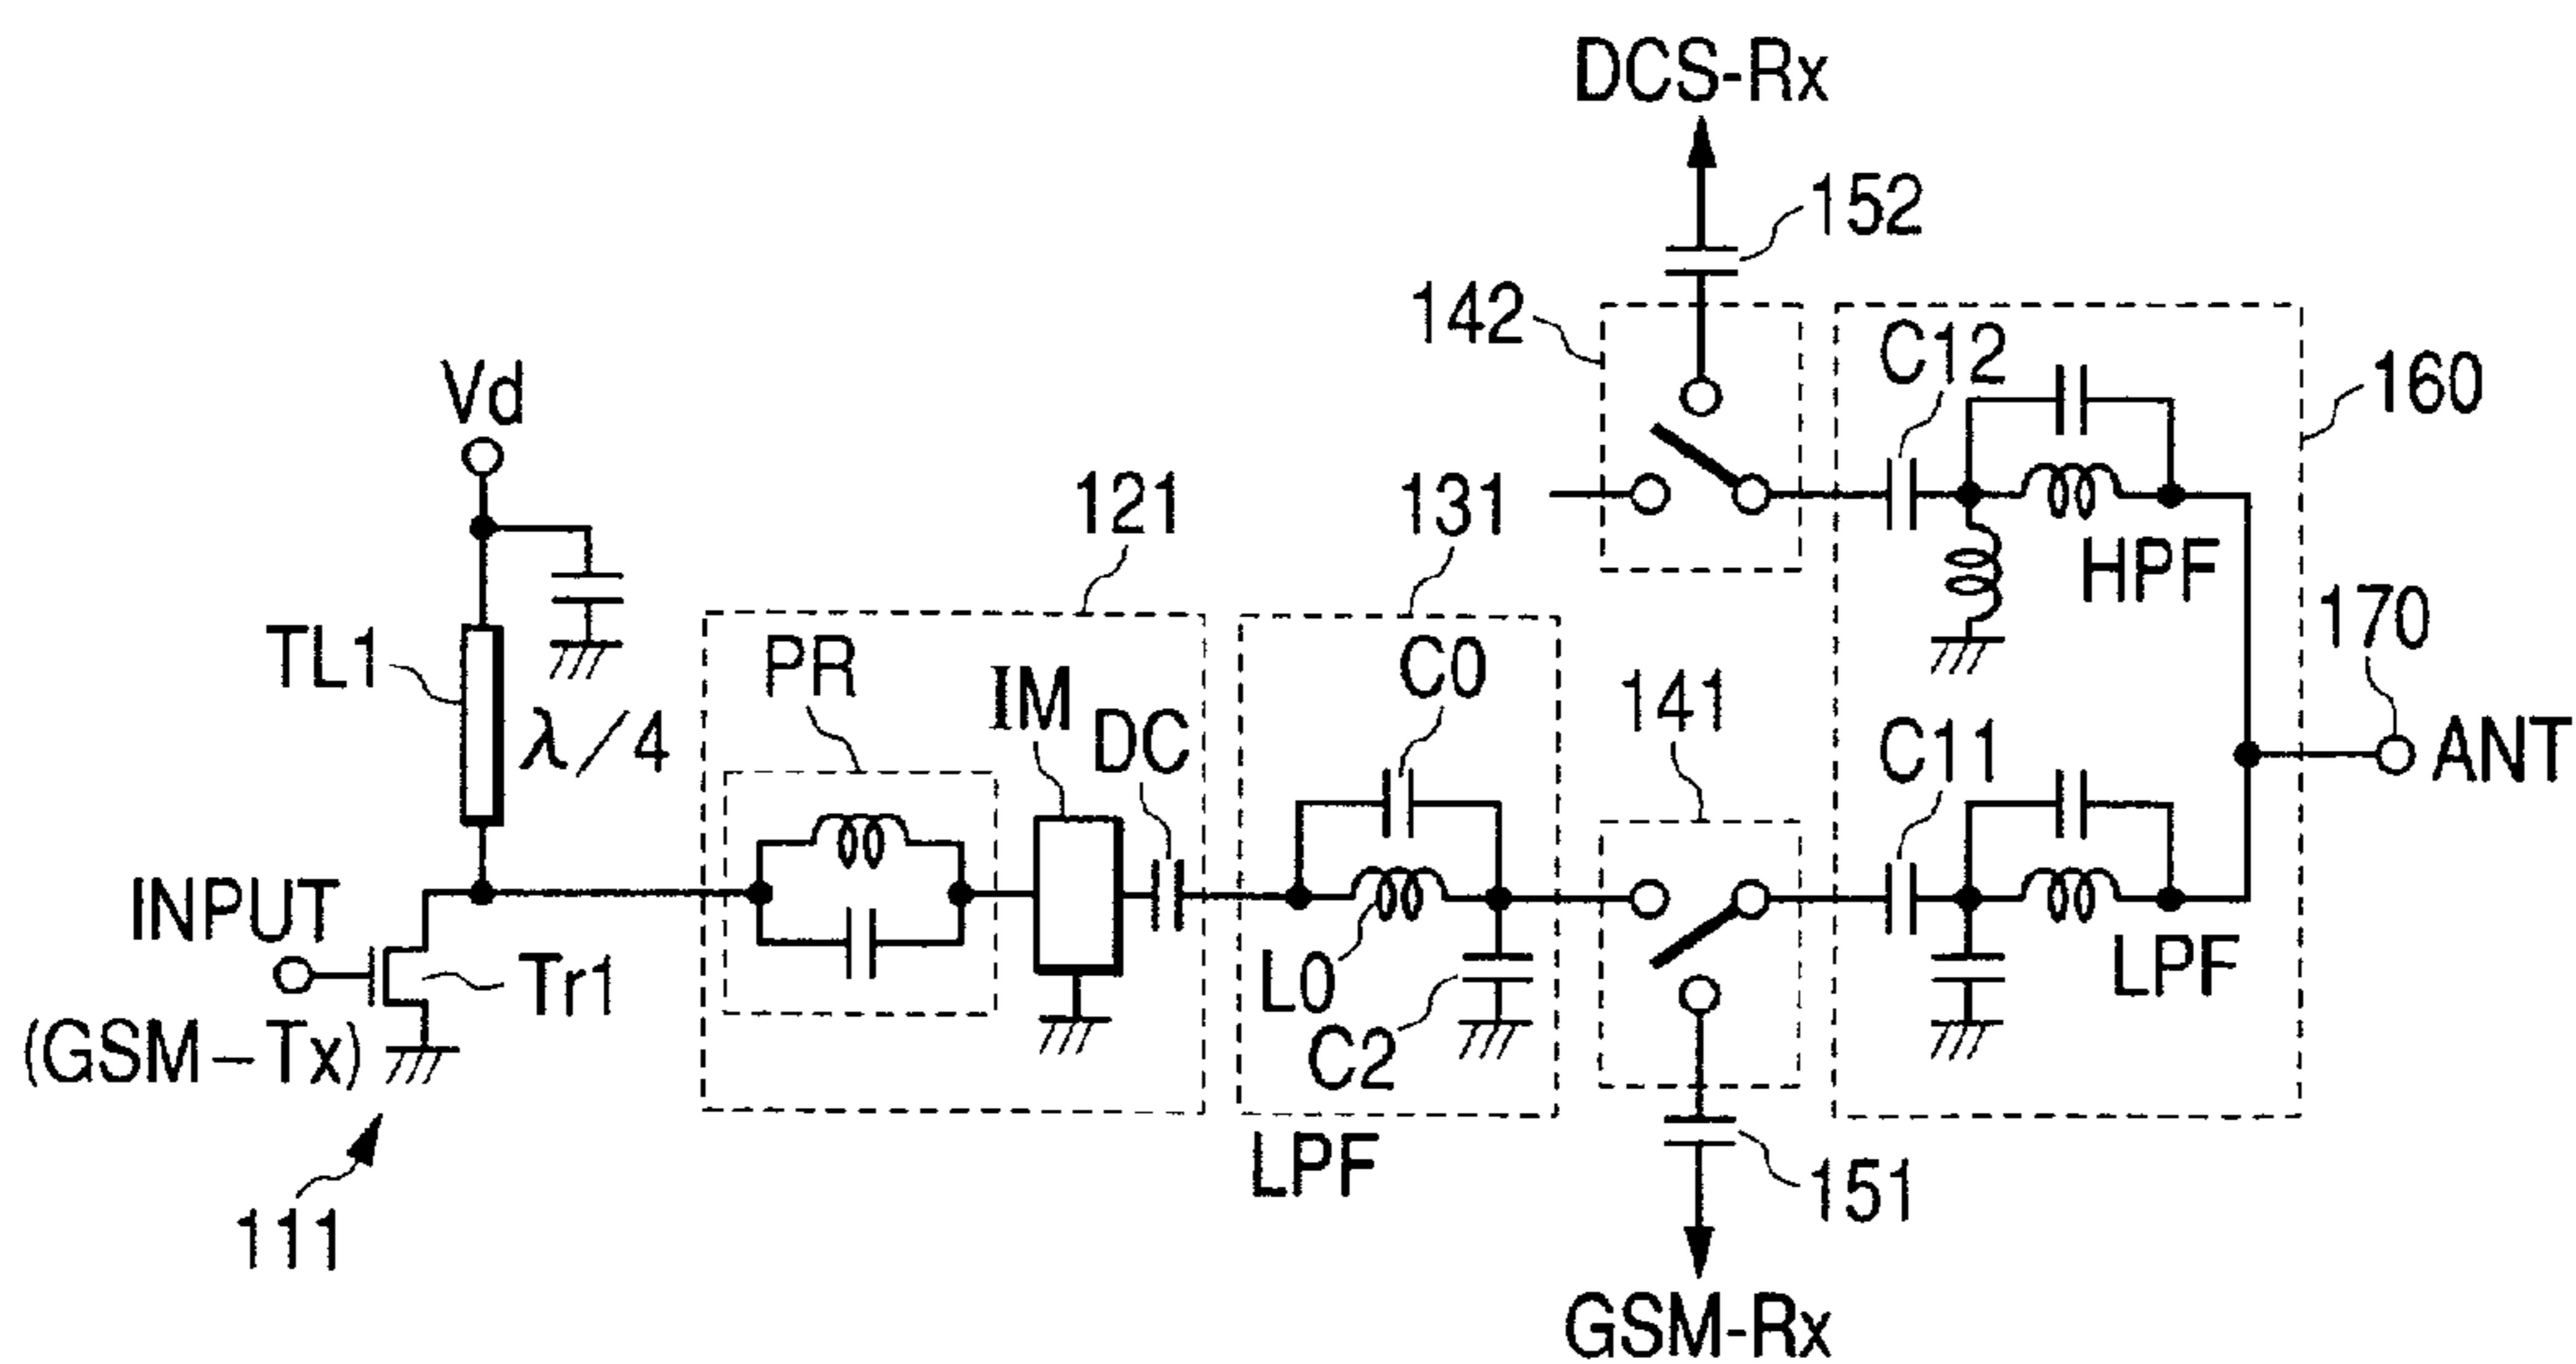 DCS-Rx
152
142
C12
160
Vd
121
131
HPF
170
TL1
λ/4
PR
IM
DC
C0
141
C11
ANT
INPUT
Tr1
(GSM-Tx)
L0
C2
LPF
LPF
151
111
GSM-Rx